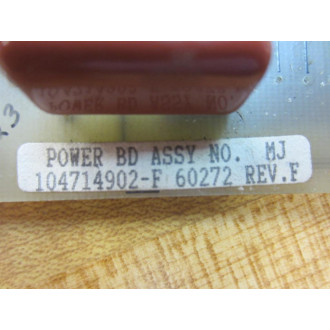 POWER BD ASSY NO. MJ
104714902-F 60272 REV.F